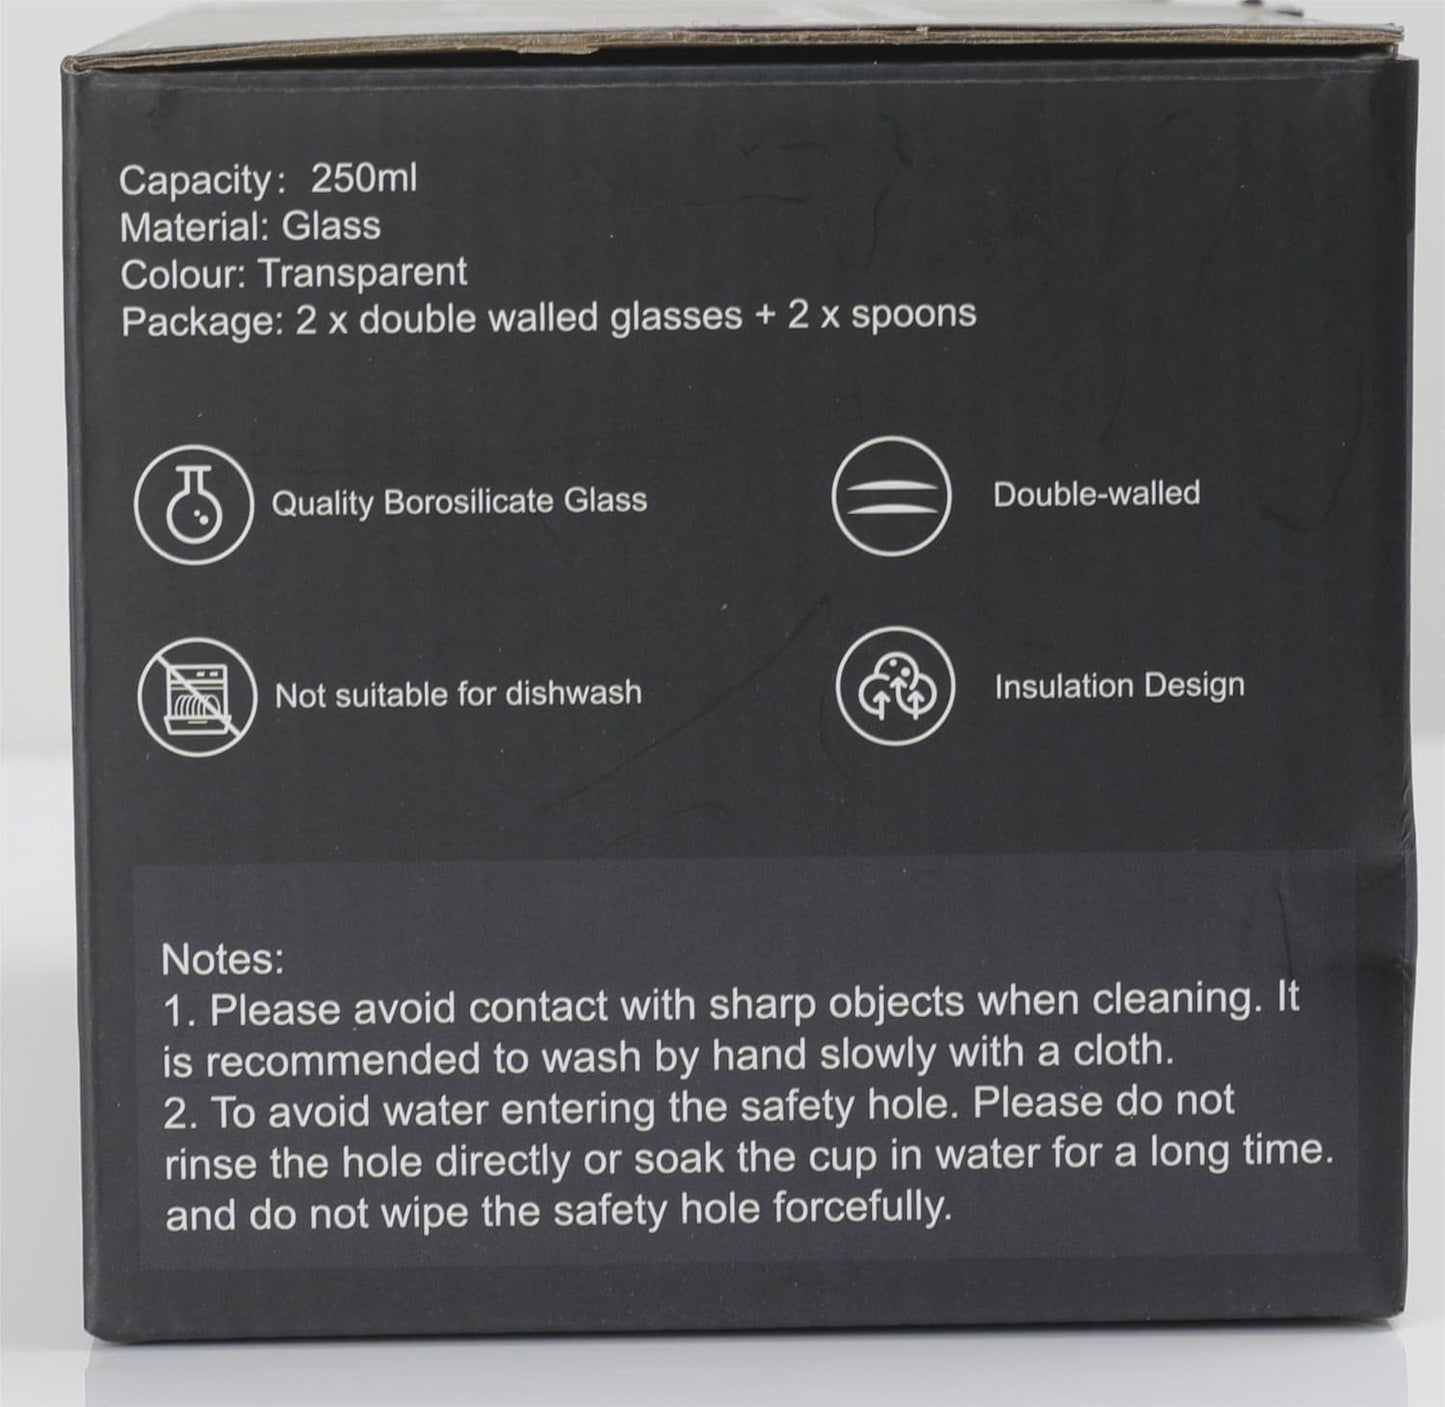 Capacity: 250ml
Material: Glass
Colour: Transparent
Package: 2 x double walled glasses + 2 x spoons
Quality Borosilicate Glass
Double-walled
Not suitable for dishwash
Insulation Design
Notes:
1. Please avoid contact with sharp objects when cleaning. It
is recommended to wash by hand slowly with a cloth.
2. To avoid water entering the safety hole. Please do not
rinse the hole directly or soak the cup in water for a long time.
and do not wipe the safety hole forcefully.